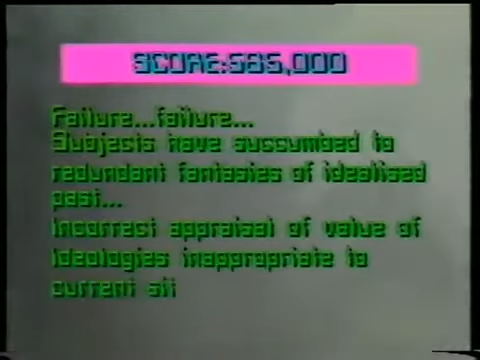 SCORE:585,000
Failure...failure...
Subjects have succumbed to
redundant fantasies of idealised
past...
Incorrect appraisal of value of
Ideologies inappropriate to
current sit